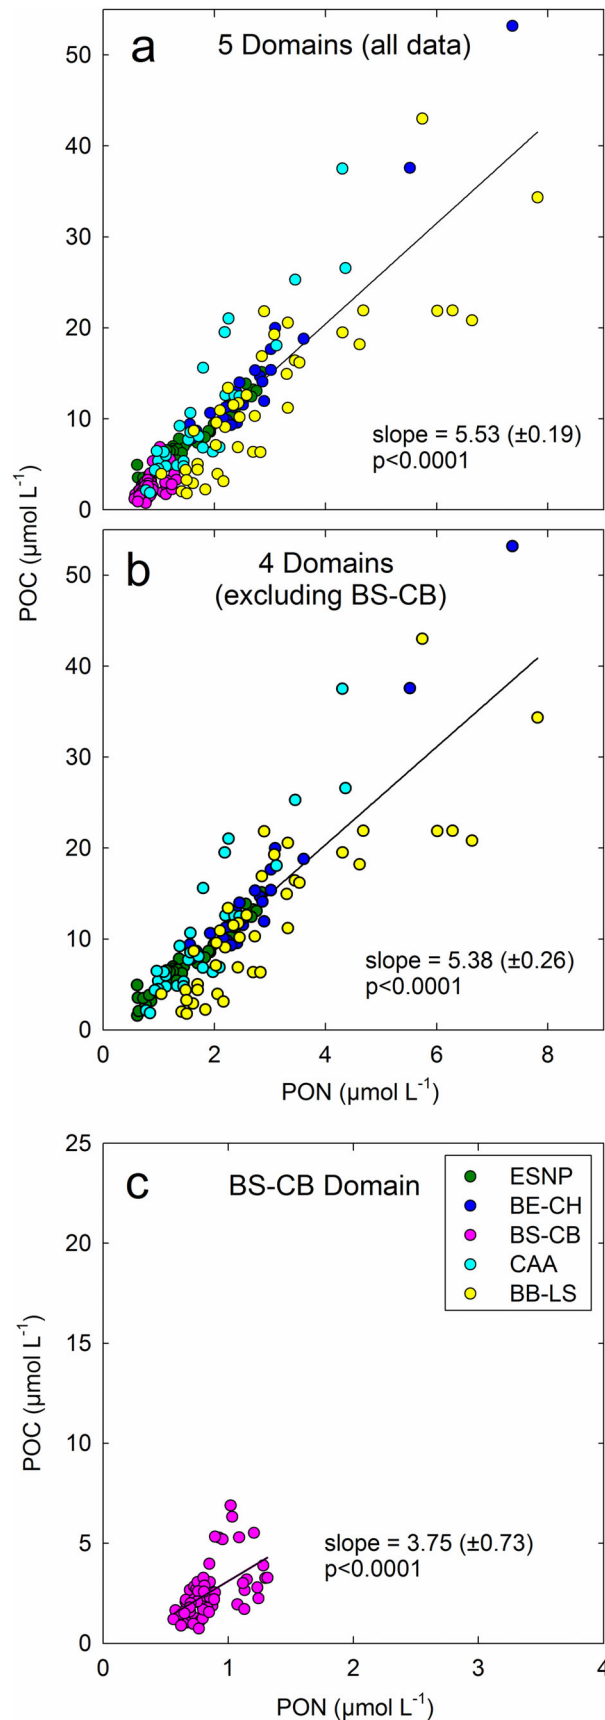 a
5 Domains (all data)
50
40
30
20
10
0
slope = 5.53 (±0.19)
p<0.0001
POC (µmol L⁻¹)
b
4 Domains
(excluding BS-CB)
50
40
30
20
10
0
slope = 5.38 (±0.26)
p<0.0001
0 2 4 6 8
PON (µmol L⁻¹)
c
BS-CB Domain
ESNP
BE-CH
BS-CB
CAA
BB-LS
25
20
15
10
5
0
POC (µmol L⁻¹)
slope = 3.75 (±0.73)
p<0.0001
0 1 2 3 4
PON (µmol L⁻¹)